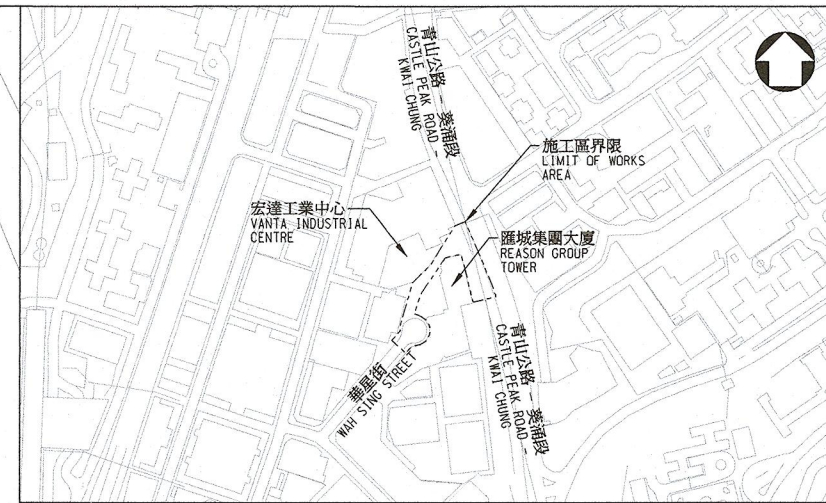 青山公路 - 葵涌段
CASTLE PEAK ROAD -
KWAI CHUNG
施工區界限
LIMIT OF WORKS
AREA
宏達工業中心
VANTA INDUSTRIAL
CENTRE
匯城集團大廈
REASON GROUP
TOWER
華星街
WAH SING STREET
青山公路 - 葵涌段
CASTLE PEAK ROAD -
KWAI CHUNG